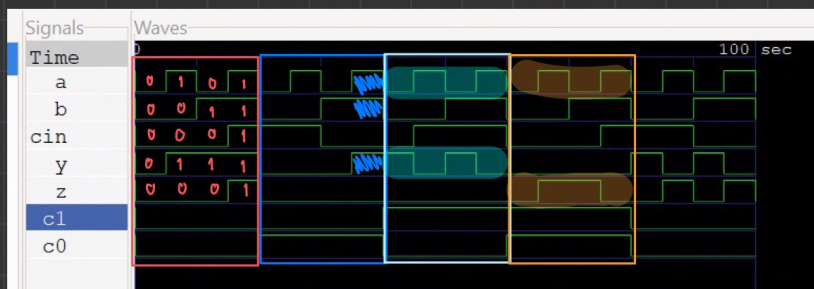 Signals Waves
0 100 sec
Time
a 0 1 0 1
b 0 0 1 1
cin 0 0 0 1
y 0 1 1 1
z 0 0 0 1
c1
c0